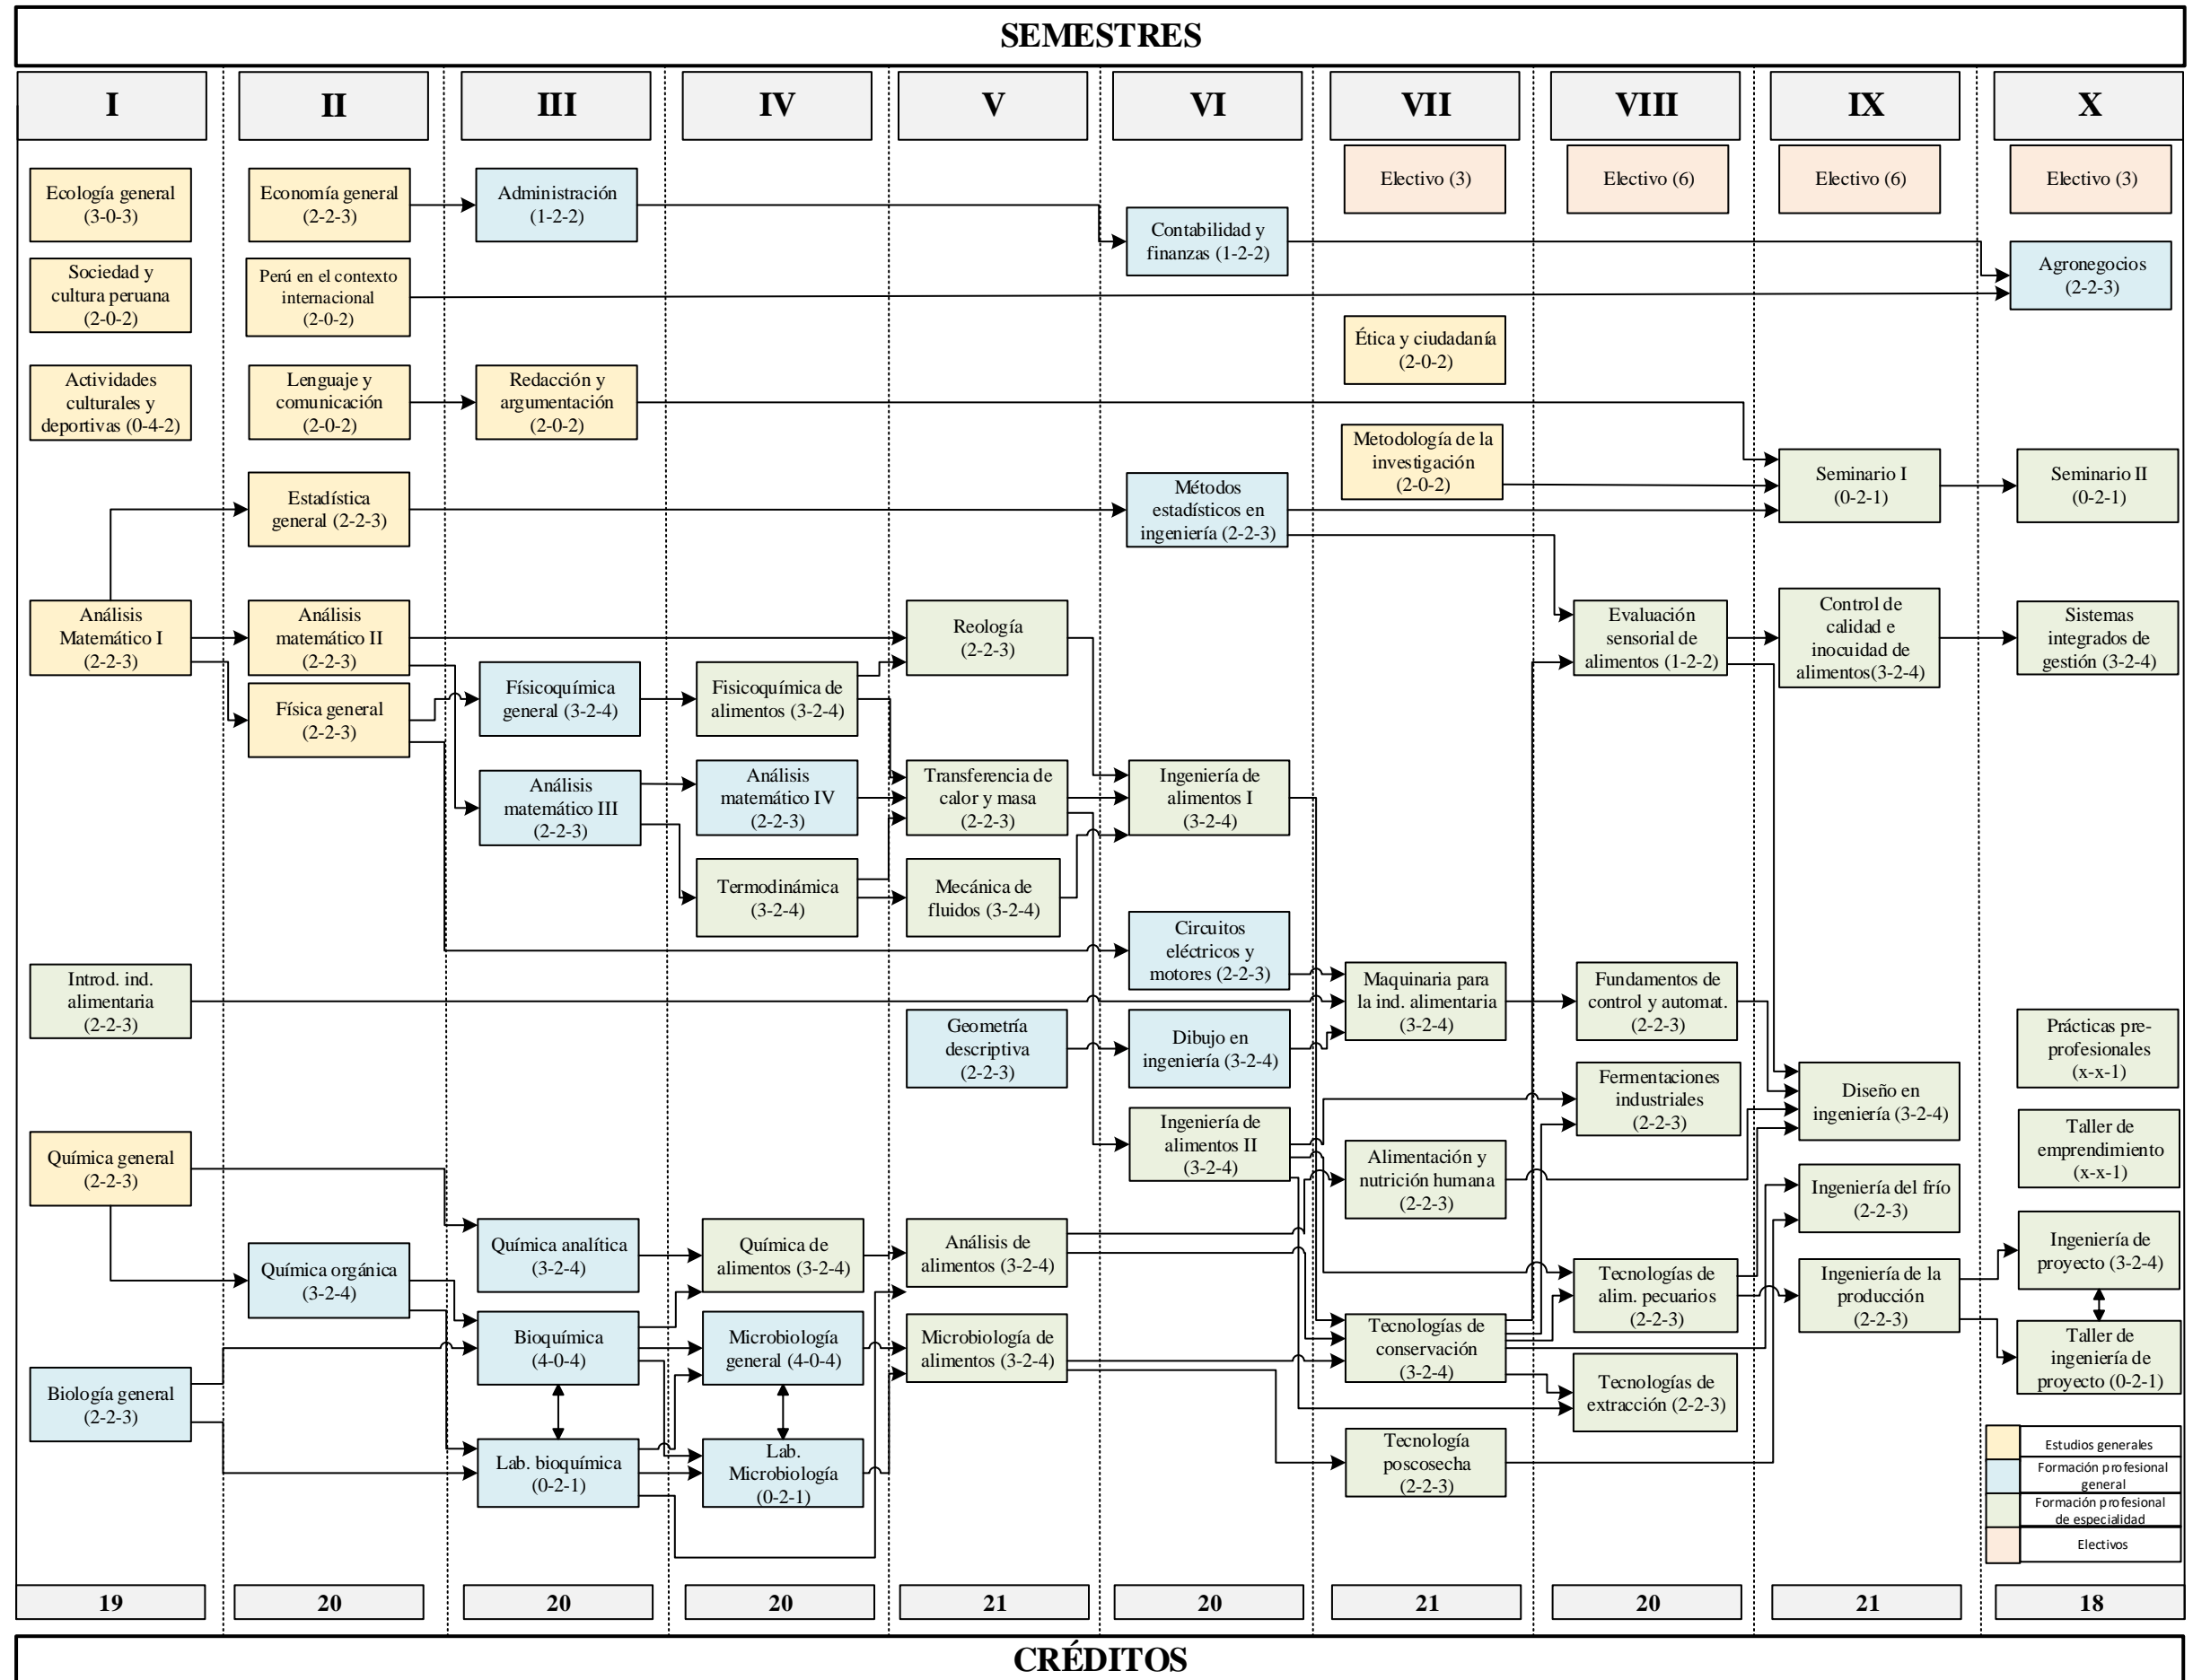 SEMESTRES
I
II
III
IV
V
VI
VII
VIII
IX
X
Ecología general
(3-0-3)
Sociedad y
cultura peruana
(2-0-2)
Actividades
culturales y
deportivas (0-4-2)
Análisis
Matemático I
(2-2-3)
Introd. ind.
alimentaria
(2-2-3)
Química general
(2-2-3)
Biología general
(2-2-3)
Economía general
(2-2-3)
Perú en el contexto
internacional
(2-0-2)
Lenguaje y
comunicación
(2-0-2)
Estadística
general (2-2-3)
Análisis
matemático II
(2-2-3)
Física general
(2-2-3)
Química orgánica
(3-2-4)
Administración
(1-2-2)
Redacción y
argumentación
(2-0-2)
Físicoquímica
general (3-2-4)
Análisis
matemático III
(2-2-3)
Química analítica
(3-2-4)
Bioquímica
(4-0-4)
Lab. bioquímica
(0-2-1)
Fisicoquímica de
alimentos (3-2-4)
Análisis
matemático IV
(2-2-3)
Termodinámica
(3-2-4)
Química de
alimentos (3-2-4)
Microbiología
general (4-0-4)
Lab.
Microbiología
(0-2-1)
Reología
(2-2-3)
Transferencia de
calor y masa
(2-2-3)
Mecánica de
fluidos (3-2-4)
Geometría
descriptiva
(2-2-3)
Análisis de
alimentos (3-2-4)
Microbiología de
alimentos (3-2-4)
Contabilidad y
finanzas (1-2-2)
Métodos
estadísticos en
ingeniería (2-2-3)
Ingeniería de
alimentos I
(3-2-4)
Circuitos
eléctricos y
motores (2-2-3)
Dibujo en
ingeniería (3-2-4)
Ingeniería de
alimentos II
(3-2-4)
Electivo (3)
Ética y ciudadanía
(2-0-2)
Metodología de la
investigación
(2-0-2)
Maquinaria para
la ind. alimentaria
(3-2-4)
Alimentación y
nutrición humana
(2-2-3)
Tecnologías de
conservación
(3-2-4)
Tecnología
poscosecha
(2-2-3)
Electivo (6)
Evaluación
sensorial de
alimentos (1-2-2)
Fundamentos de
control y automat.
(2-2-3)
Fermentaciones
industriales
(2-2-3)
Tecnologías de
alim. pecuarios
(2-2-3)
Tecnologías de
extracción (2-2-3)
Electivo (6)
Seminario I
(0-2-1)
Control de
calidad e
inocuidad de
alimentos(3-2-4)
Diseño en
ingeniería (3-2-4)
Ingeniería del frío
(2-2-3)
Ingeniería de la
producción
(2-2-3)
Electivo (3)
Agronegocios
(2-2-3)
Seminario II
(0-2-1)
Sistemas
integrados de
gestión (3-2-4)
Prácticas pre-
profesionales
(x-x-1)
Taller de
emprendimiento
(x-x-1)
Ingeniería de
proyecto (3-2-4)
Taller de
ingeniería de
proyecto (0-2-1)
Estudios generales
Formación profesional
general
Formación profesional
de especialidad
Electivos
19
20
20
20
21
20
21
20
21
18
CRÉDITOS